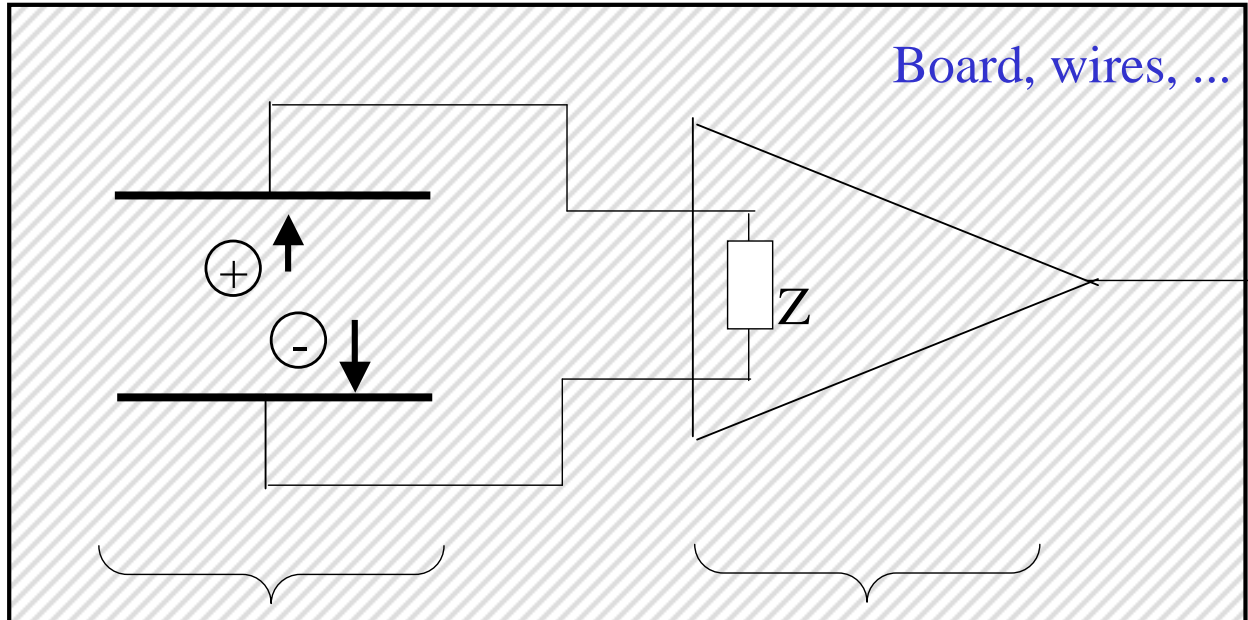 Board, wires, ...
+
-
Z